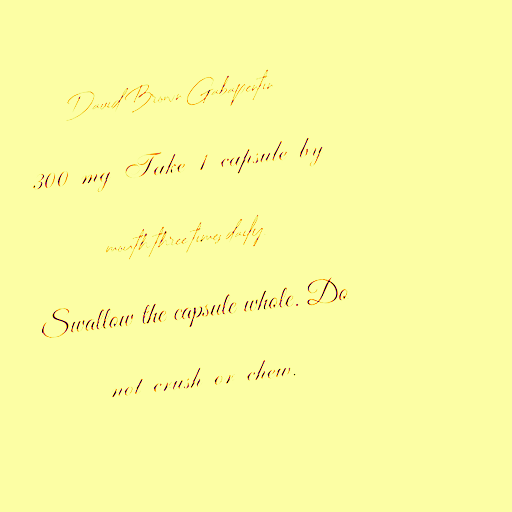 David Brown Gabapentin
300 mg Take 1 capsule by
mouth three times daily
Swallow the capsule whole. Do
not crush or chew.